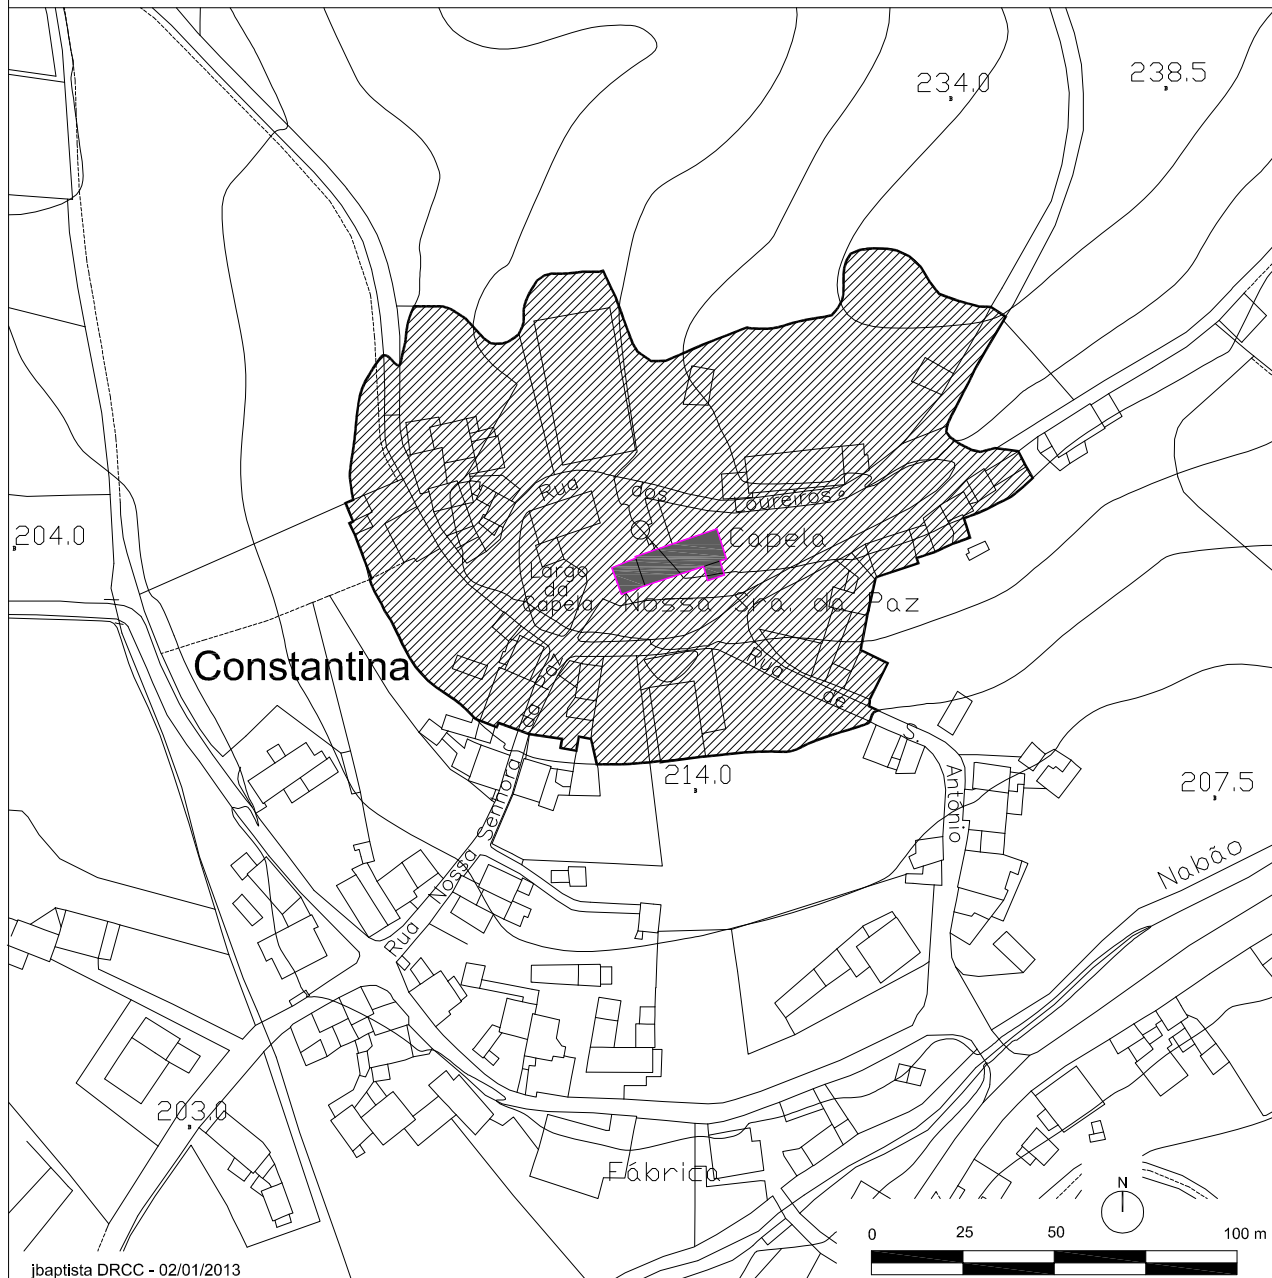 238.5
234.0
Rua dos Loureiros
204.0
Capela
Largo
da
Capela
Nossa Sra. da Paz
Constantina
Rua de S. António
Rua Nossa Senhora da Paz
214.0
207.5
Nabão
203.0
Fábrica
N
0 25 50 100 m
jbaptista DRCC - 02/01/2013